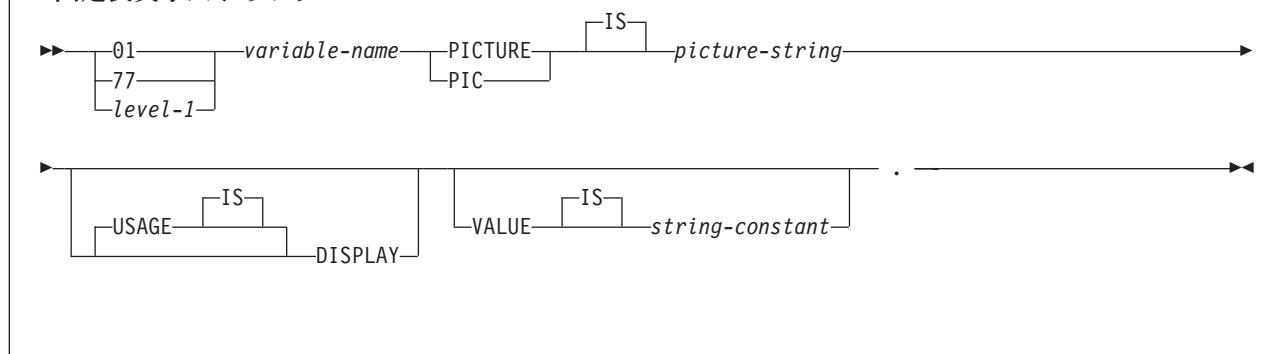 IS
01 variable-name PICTURE picture-string
77 PIC
level-1
IS IS
USAGE VALUE string-constant .
DISPLAY